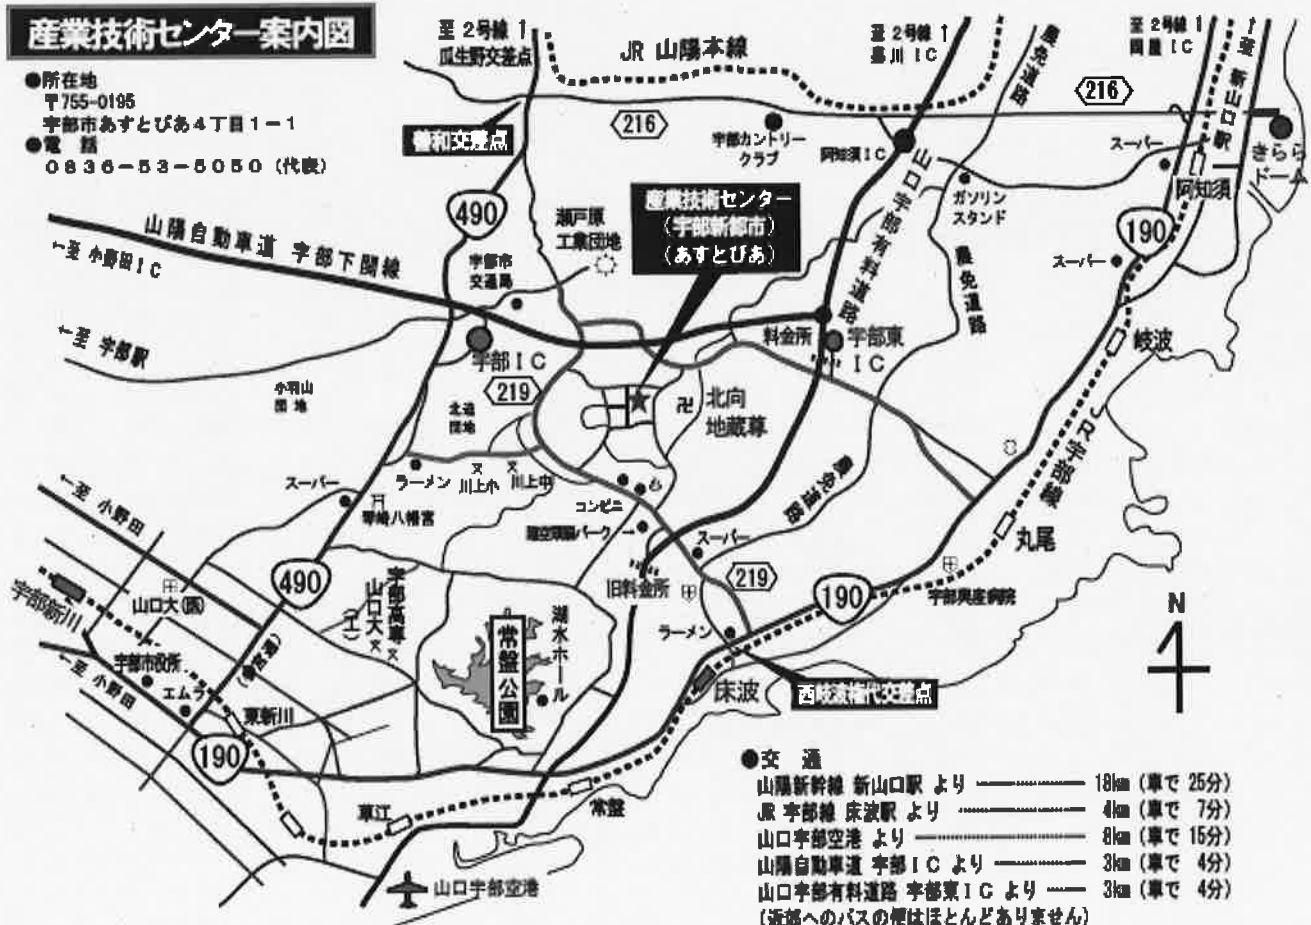 産業技術センター案内図
●所在地
〒755-0195
宇部市あすとぴあ4丁目1-1
●電 話
0836-53-5050 (代表)
至 2号線 ↑
瓜生野交差点
JR 山陽本線
至 2号線 ↑
農免道路
至 2号線 ↑
至 新山口駅
216
216
善和交差点
宇部カントリー
クラブ
阿知須IC
スーパー
きらら
ドーム
阿知須
ガソリン
スタンド
山口宇部有料道路
産業技術センター
(宇部新都市)
(あすとぴあ)
490
瀬戸原
工業団地
190
山陽自動車道 宇部下関線
←至 小野田IC
宇部市
交通局
スーパー
農免道路
←至 宇部駅
料金所
宇部東
IC
岐波
宇部IC
219
小羽山
団地
北迫
団地
卍
北向
地蔵尊
JR宇部線
スーパー
ラーメン
川上小
川上中
コンビニ
♨
農免道路
琴崎八幡宮
←至 小野田
スーパー
丸尾
490
旧料金所
219
190
宇部興産病院
宇部新川
山口大(医)
宇部高専
山口大
(工)
常盤公園
湖水ホール
ラーメン
N
宇部市役所
←至 小野田
エムラ
東新川
床波
西岐波権代交差点
190
草江
常盤
山口宇部空港
●交 通
山陽新幹線 新山口駅 より 18km (車で 25分)
JR 宇部線 床波駅 より 4km (車で 7分)
山口宇部空港 より 8km (車で 15分)
山陽自動車道 宇部IC より 3km (車で 4分)
山口宇部有料道路 宇部東IC より 3km (車で 4分)
(近郊へのバスの便はほとんどありません)